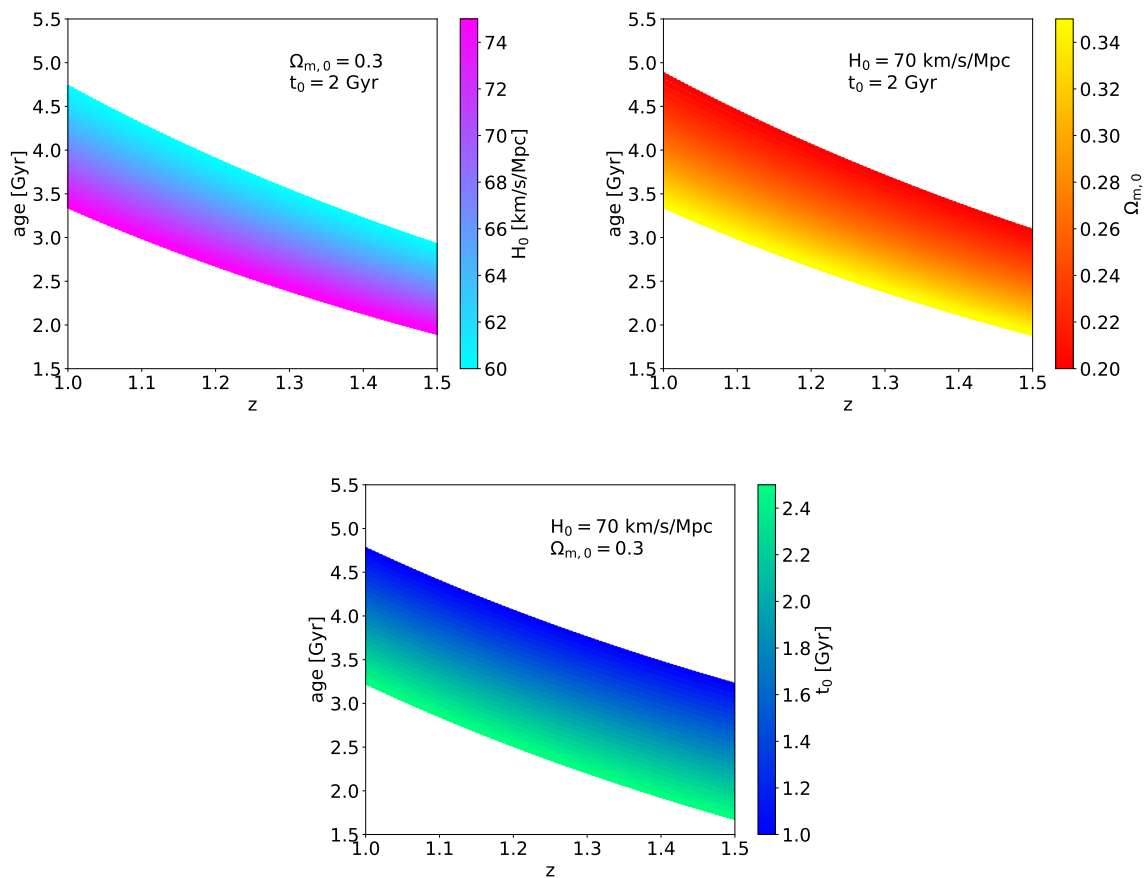 5.5
5.0
4.5
4.0
3.5
3.0
2.5
2.0
1.5
age [Gyr]
1.0 1.1 1.2 1.3 1.4 1.5
z
Ωm, 0 = 0.3
t0 = 2 Gyr
74
72
70
68
66
64
62
60
H0 [km/s/Mpc]
5.5
5.0
4.5
4.0
3.5
3.0
2.5
2.0
1.5
age [Gyr]
1.0 1.1 1.2 1.3 1.4 1.5
z
H0 = 70 km/s/Mpc
t0 = 2 Gyr
0.34
0.32
0.30
0.28
0.26
0.24
0.22
0.20
Ωm, 0
5.5
5.0
4.5
4.0
3.5
3.0
2.5
2.0
1.5
age [Gyr]
1.0 1.1 1.2 1.3 1.4 1.5
z
H0 = 70 km/s/Mpc
Ωm, 0 = 0.3
2.4
2.2
2.0
1.8
1.6
1.4
1.2
1.0
t0 [Gyr]